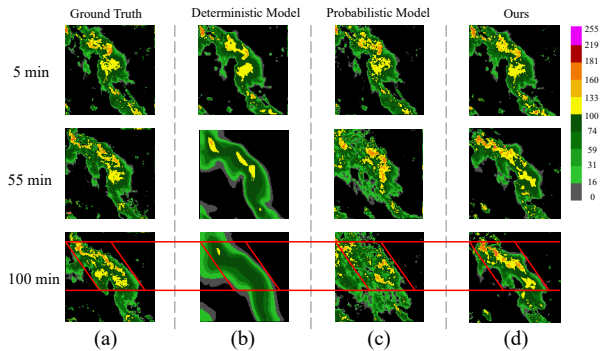 Ground Truth Deterministic Model Probabilistic Model Ours
5 min
55 min
100 min
255
219
181
160
133
100
74
59
31
16
0
(a) (b) (c) (d)